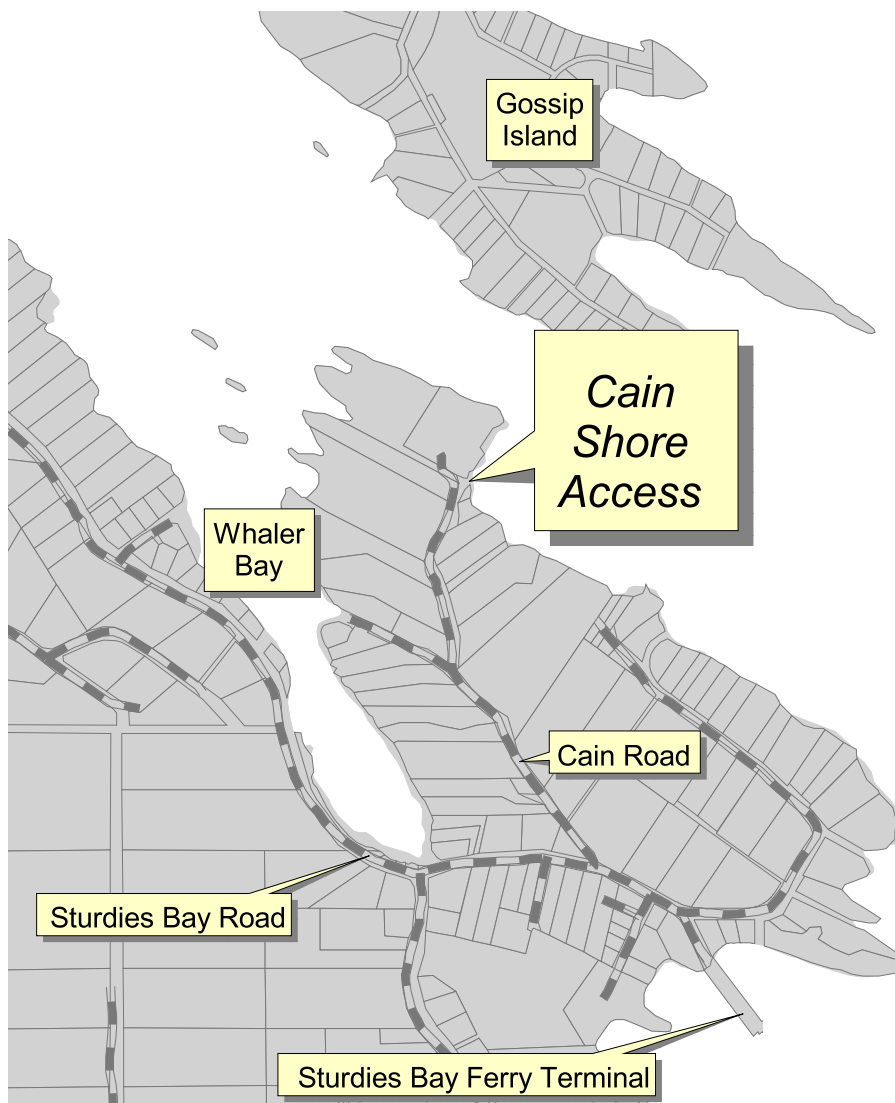 Gossip
Island
Cain
Shore
Access
Whaler
Bay
Cain Road
Sturdies Bay Road
Sturdies Bay Ferry Terminal